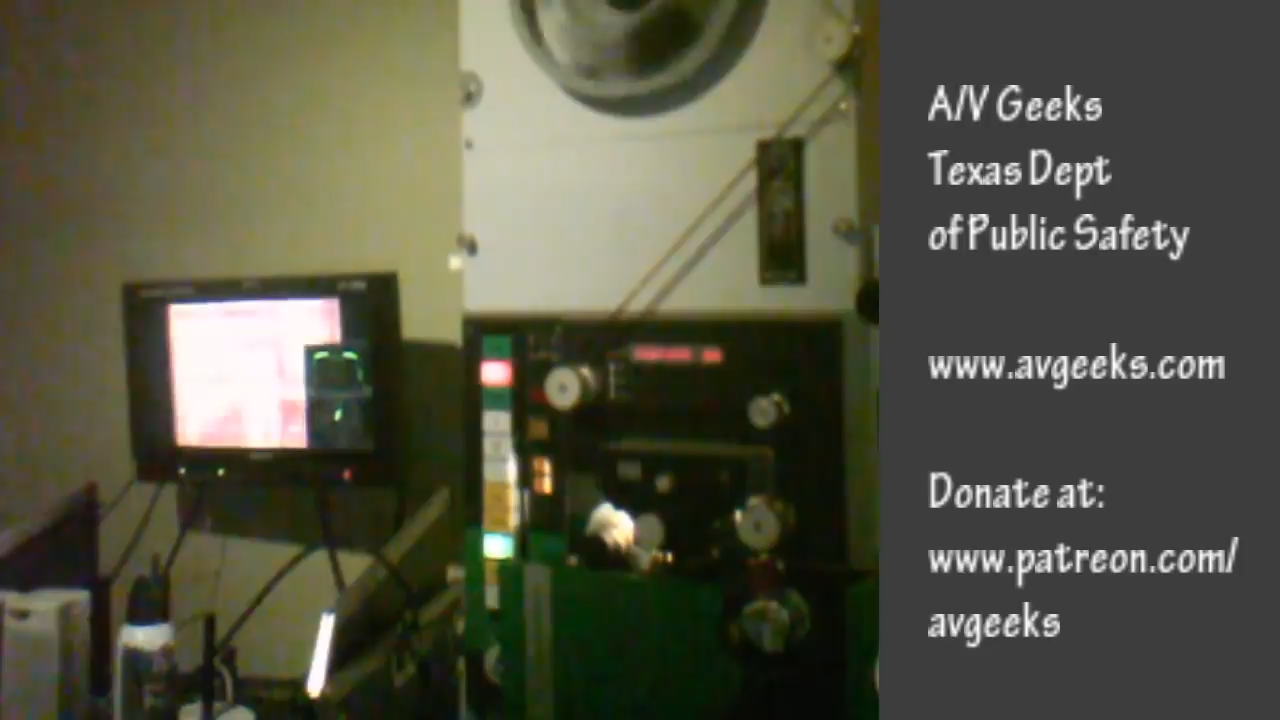 A/V Geeks
Texas Dept
of Public Safety
www.avgeeks.com
Donate at:
www.patreon.com/
avgeeks